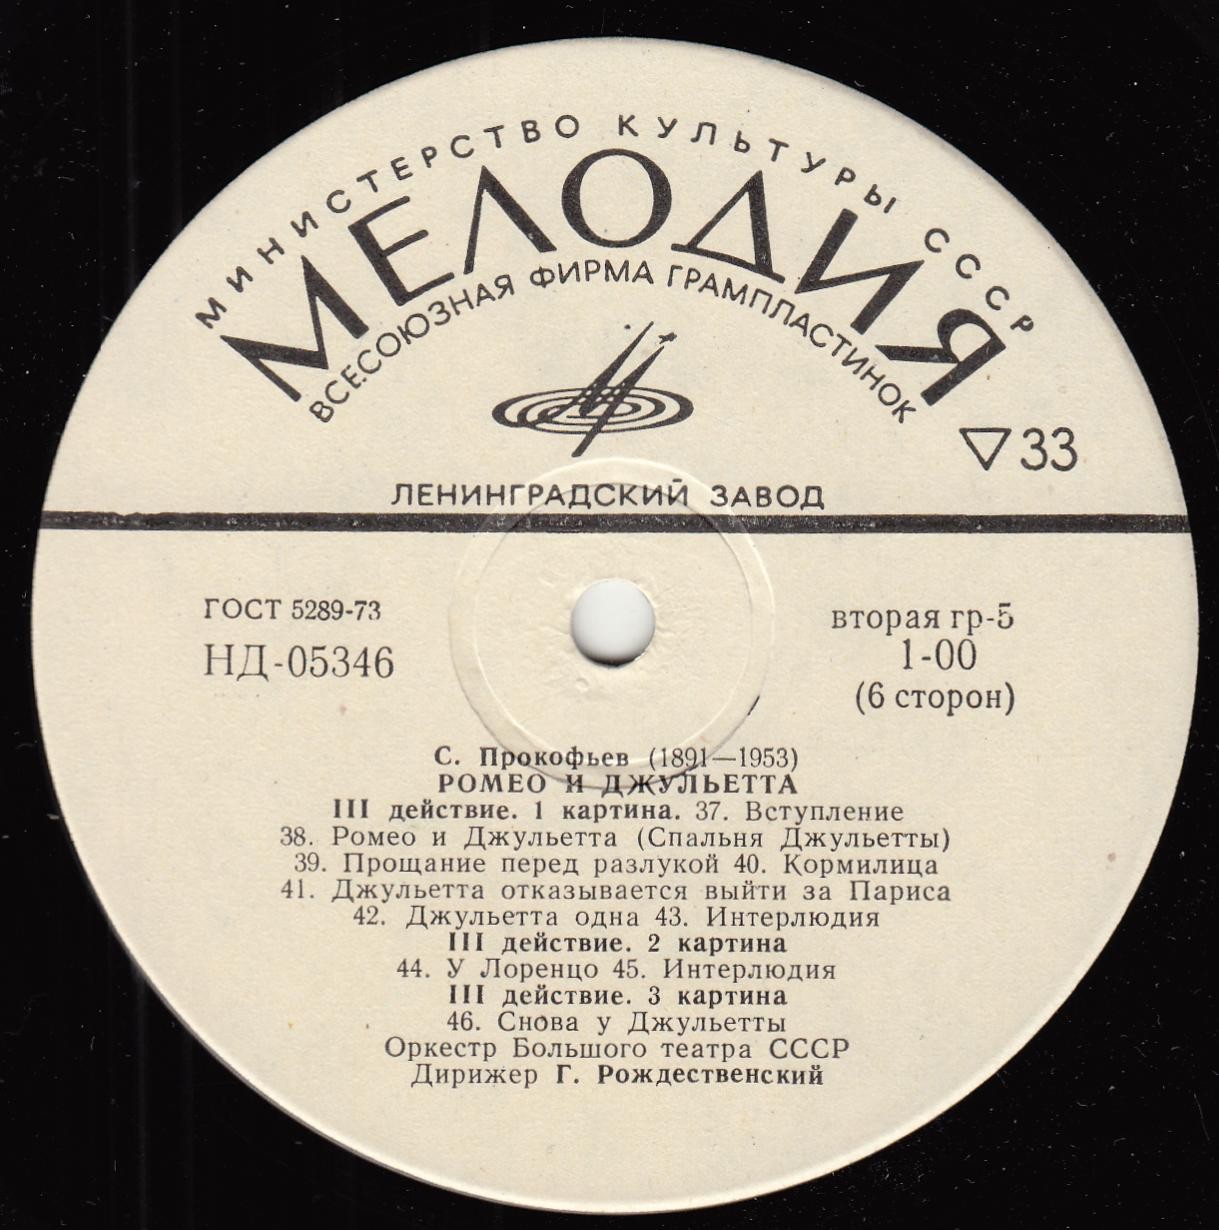 МИНИСТЕРСТВО КУЛЬТУРЫ СССР
МЕЛОДИЯ
ВСЕСОЮЗНАЯ ФИРМА ГРАМПЛАСТИНОК
33
ЛЕНИНГРАДСКИЙ ЗАВОД
ГОСТ 5289-73
НД-05346
вторая гр-5
1-00
(6 сторон)
С. Прокофьев (1891—1953)
РОМЕО И ДЖУЛЬЕТТА
III действие. 1 картина. 37. Вступление
38. Ромео и Джульетта (Спальня Джульетты)
39. Прощание перед разлукой 40. Кормилица
41. Джульетта отказывается выйти за Париса
42. Джульетта одна 43. Интерлюдия
III действие. 2 картина
44. У Лоренцо 45. Интерлюдия
III действие. 3 картина
46. Снова у Джульетты
Оркестр Большого театра СССР
Дирижер Г. Рождественский